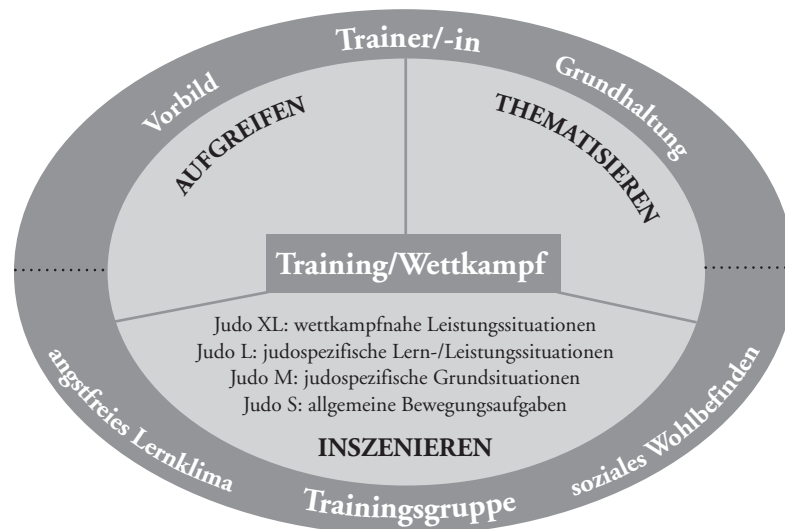 Trainer/-in
Vorbild
Grundhaltung
AUFGREIFEN
THEMATISIEREN
Training/Wettkampf
Judo XL: wettkampfnahe Leistungssituationen
Judo L: judospezifische Lern-/Leistungssituationen
Judo M: judospezifische Grundsituationen
Judo S: allgemeine Bewegungsaufgaben
INSZENIEREN
angstfreies Lernklima
soziales Wohlbefinden
Trainingsgruppe